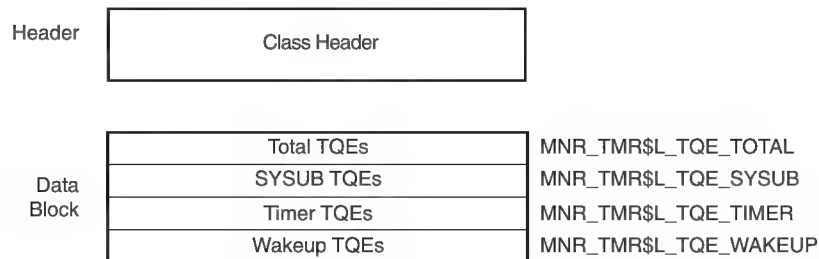 Header
Class Header
Total TQEs MNR_TMR$L_TQE_TOTAL
Data
Block
SYSUB TQEs MNR_TMR$L_TQE_SYSUB
Timer TQEs MNR_TMR$L_TQE_TIMER
Wakeup TQEs MNR_TMR$L_TQE_WAKEUP